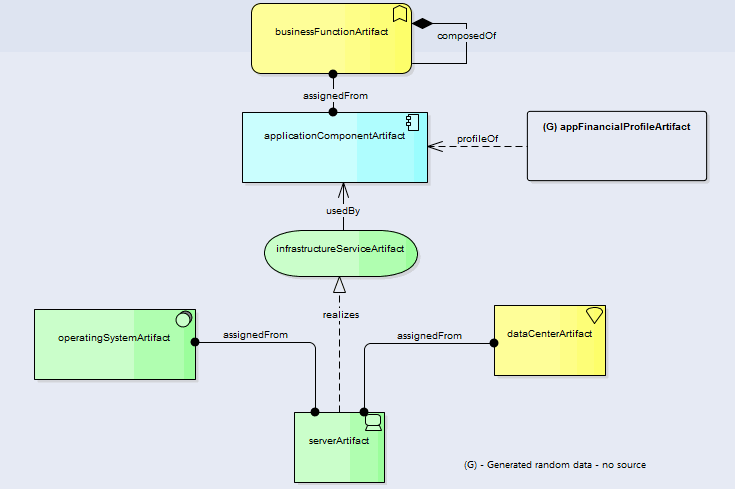 businessFunctionArtifact
composedOf
assignedFrom
applicationComponentArtifact
profileOf
(G) appFinancialProfileArtifact
usedBy
infrastructureServiceArtifact
realizes
operatingSystemArtifact
assignedFrom
assignedFrom
dataCenterArtifact
serverArtifact
(G) - Generated random data - no source